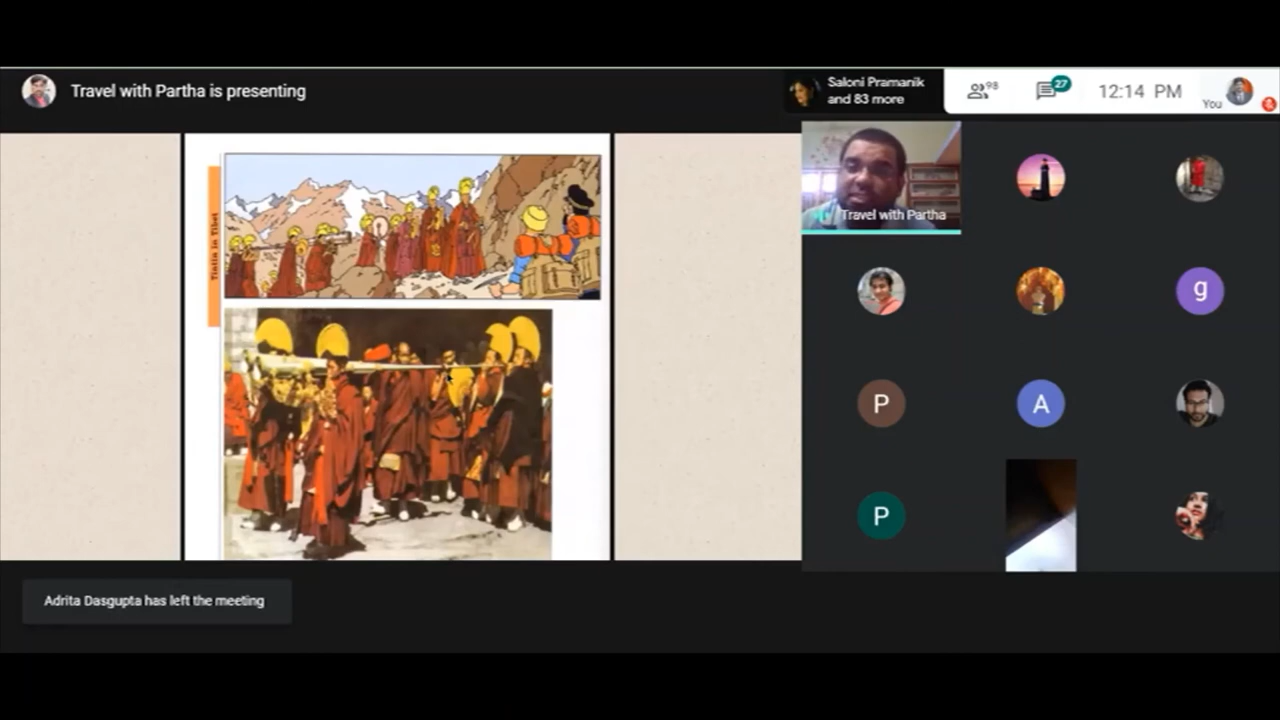 Travel with Partha is presenting
Saloni Pramanik
and 83 more
98
27
12:14 PM
You
Tintin in Tibet
Travel with Partha
g
P
A
P
Adrita Dasgupta has left the meeting